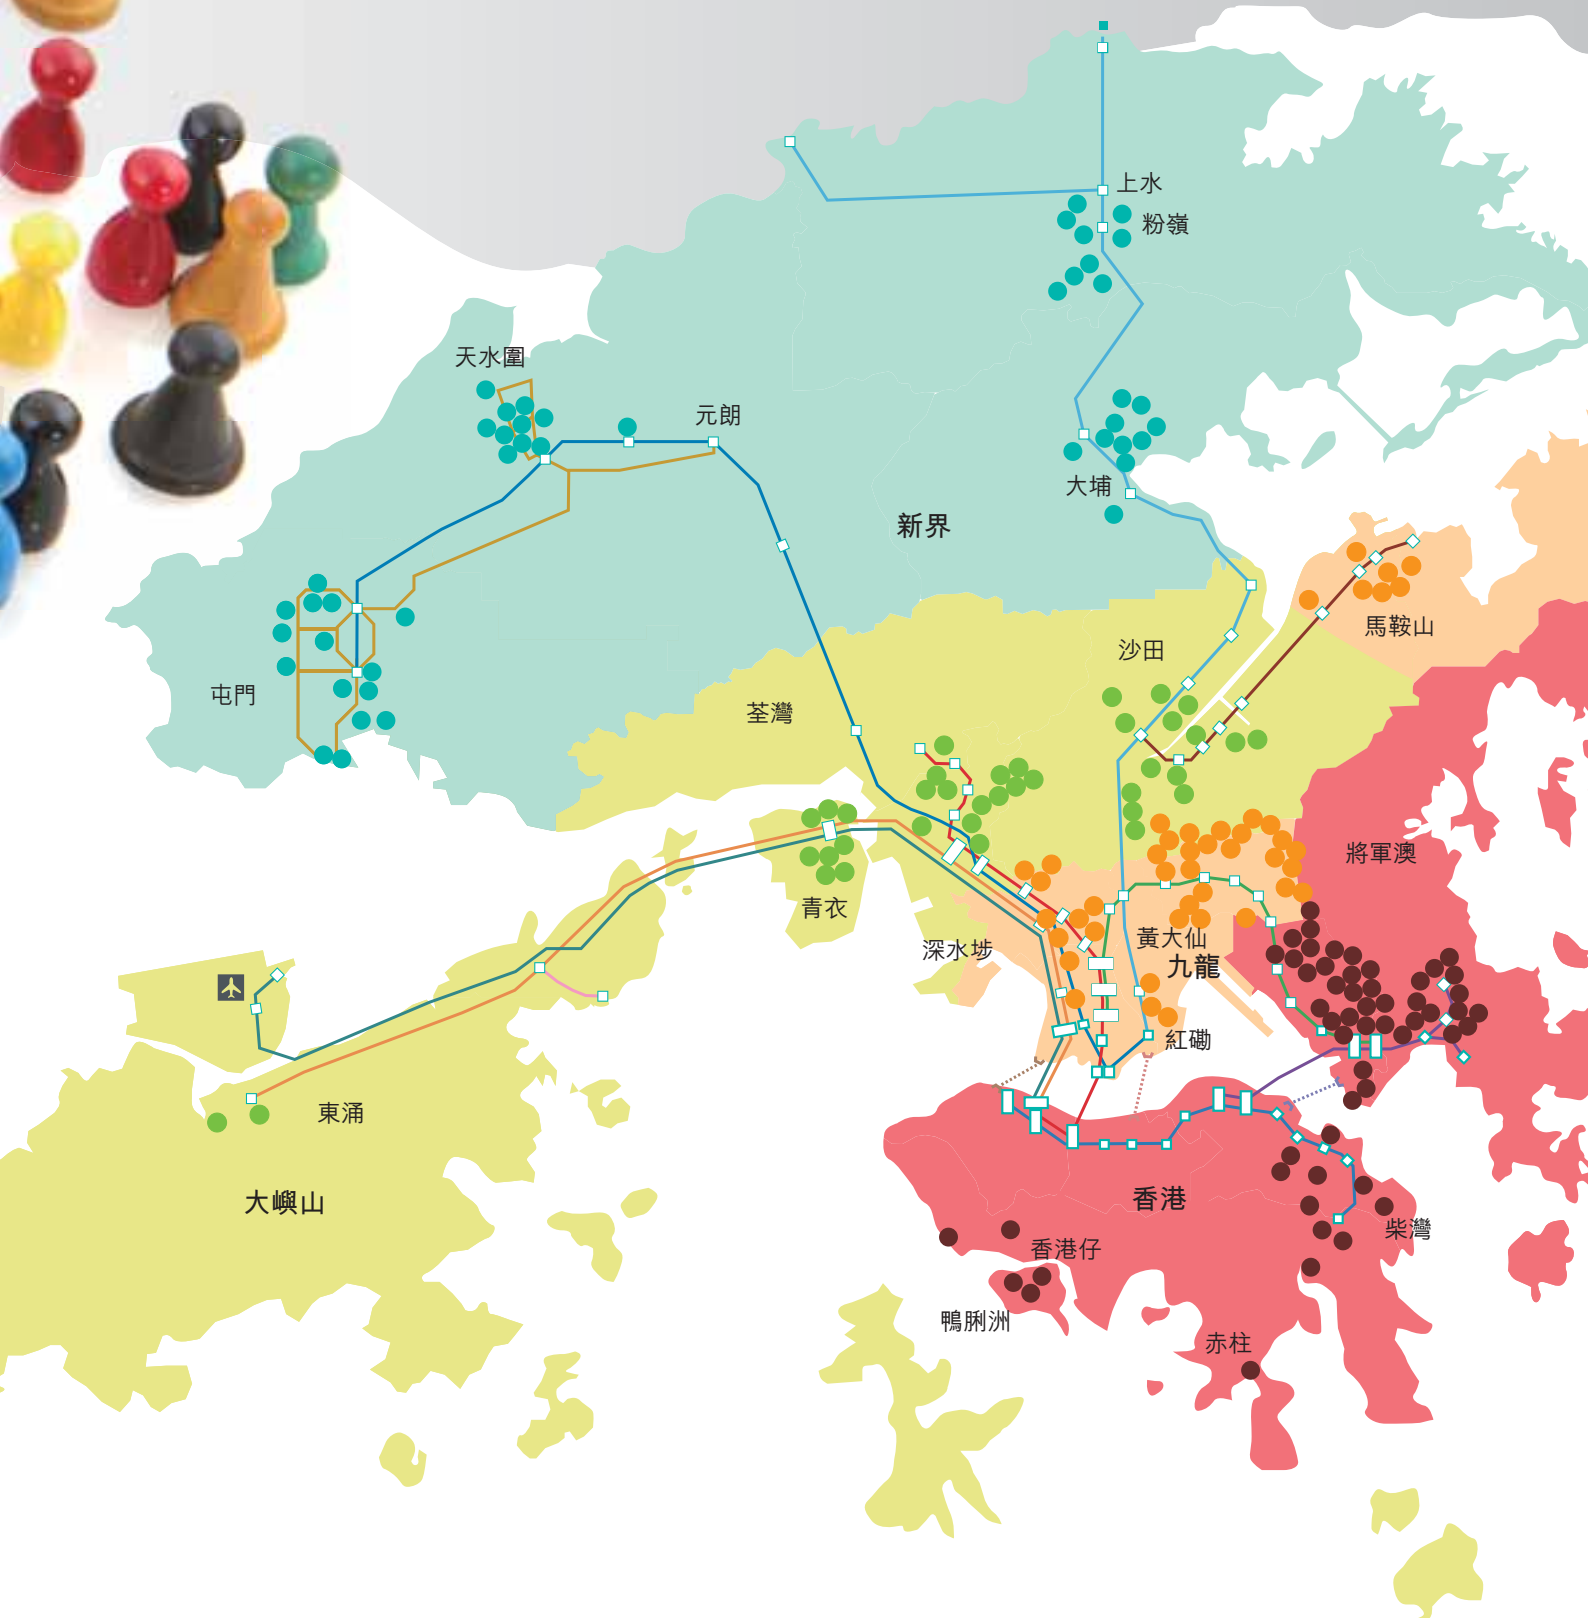 上水
粉嶺
天水圍
元朗
大埔
新界
馬鞍山
沙田
屯門
荃灣
將軍澳
青衣
深水埗
黃大仙
九龍
紅磡
東涌
大嶼山
香港
柴灣
香港仔
鴨脷洲
赤柱